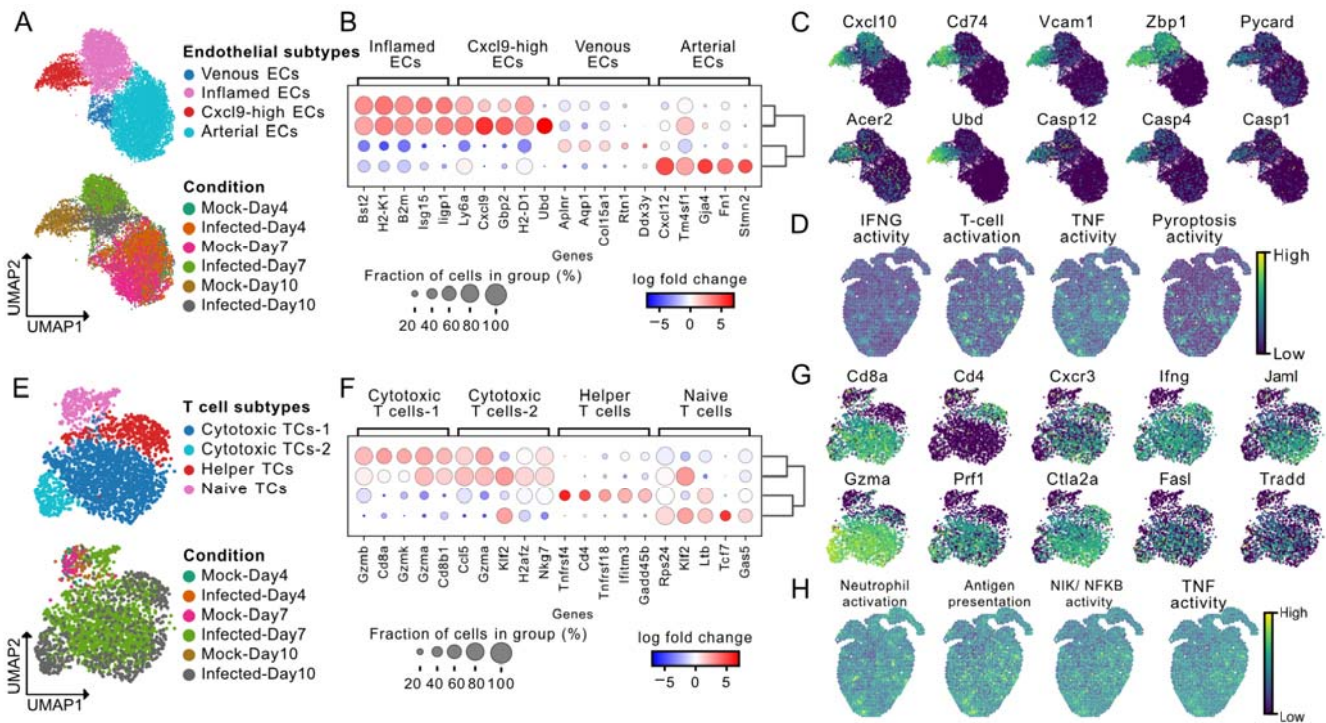 A
Endothelial subtypes
Venous ECs
Inflamed ECs
Cxcl9-high ECs
Arterial ECs
Condition
Mock-Day4
Infected-Day4
Mock-Day7
Infected-Day7
Mock-Day10
Infected-Day10
UMAP2
UMAP1
B
Inflamed ECs
Cxcl9-high ECs
Venous ECs
Arterial ECs
Bst2
H2-K1
B2m
Isg15
Iigp1
Ly6a
Cxcl9
Gbp2
H2-D1
Ubd
Aplnr
Aqp1
Col15a1
Rtn1
Ddx3y
Cxcl12
Tm4sf1
Gja4
Fn1
Stmn2
Genes
Fraction of cells in group (%)
20 40 60 80 100
log fold change
−5 0 5
C
Cxcl10 Cd74 Vcam1 Zbp1 Pycard
Acer2 Ubd Casp12 Casp4 Casp1
D
IFNG activity
T-cell activation
TNF activity
Pyroptosis activity
High
Low
E
T cell subtypes
Cytotoxic TCs-1
Cytotoxic TCs-2
Helper TCs
Naive TCs
Condition
Mock-Day4
Infected-Day4
Mock-Day7
Infected-Day7
Mock-Day10
Infected-Day10
UMAP2
UMAP1
F
Cytotoxic T cells-1
Cytotoxic T cells-2
Helper T cells
Naive T cells
Gzmb
Cd8a
Gzmk
Gzma
Cd8b1
Ccl5
Gzma
Klf2
H2afz
Nkg7
Tnfrsf4
Cd4
Tnfrsf18
Ifitm3
Gadd45b
Rps24
Klf2
Ltb
Tcf7
Gas5
Genes
Fraction of cells in group (%)
20 40 60 80 100
log fold change
−5 0 5
G
Cd8a Cd4 Cxcr3 Ifng Jaml
Gzma Prf1 Ctla2a Fasl Tradd
H
Neutrophil activation
Antigen presentation
NIK/ NFKB activity
TNF activity
High
Low